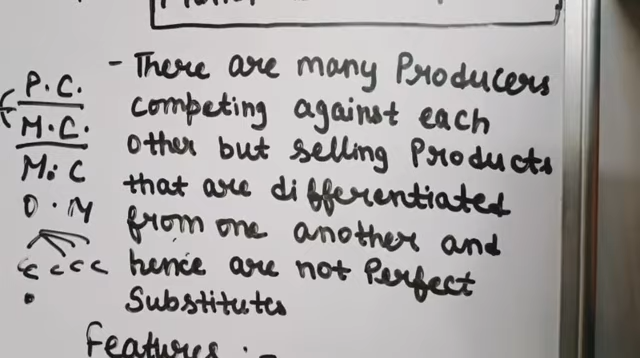 - There are many Producers
competing against each
other but selling Products
that are differentiated
from one another and
hence are not Perfect
Substitutes
Features :-
P.C.
M.C.
M.C
O.M
c c c c